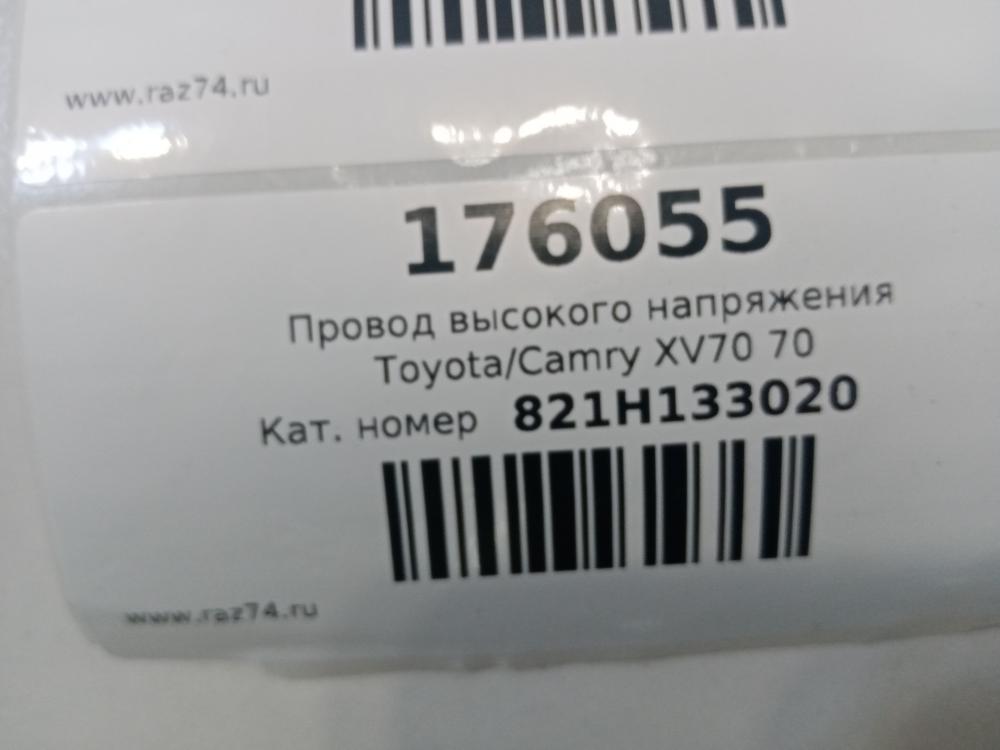 www.raz74.ru
176055
Провод высокого напряжения
Toyota/Camry XV70 70
Кат. номер 821H133020
www.raz74.ru